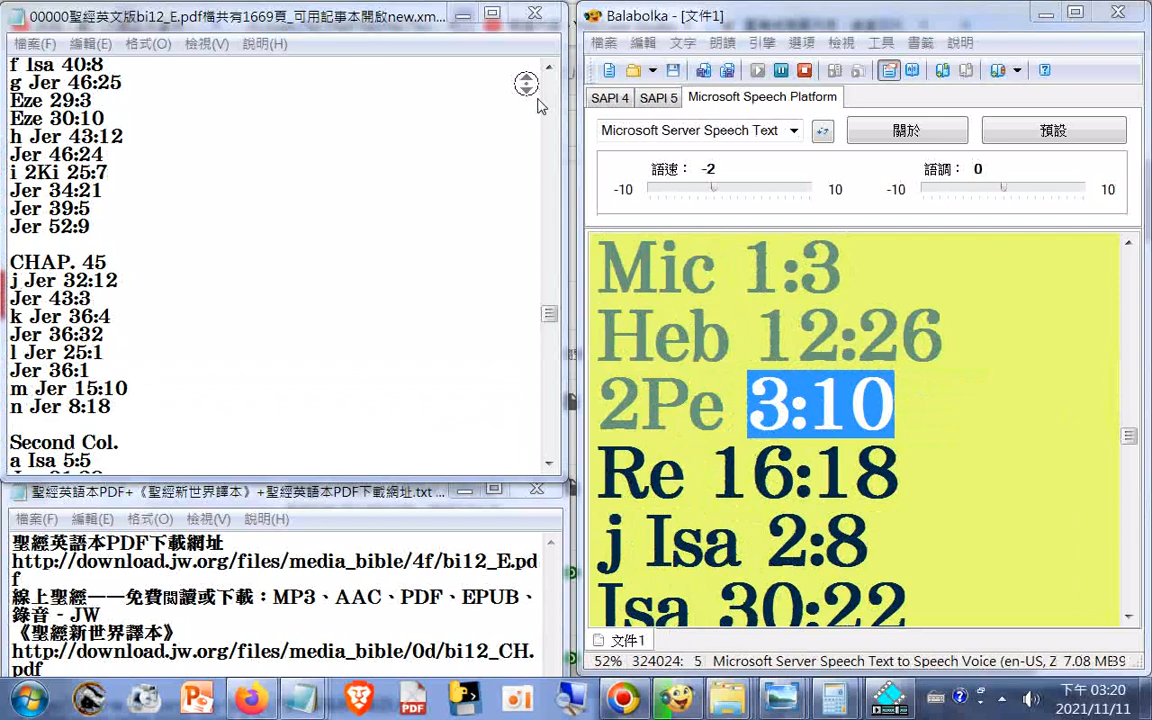 00000聖經英文版bi12_E.pdf檔共有1669頁_可用記事本開啟new.xm...
檔案(F) 編輯(E) 格式(O) 檢視(V) 說明(H)
f Isa 40:8
g Jer 46:25
Eze 29:3
Eze 30:10
h Jer 43:12
Jer 46:24
i 2Ki 25:7
Jer 34:21
Jer 39:5
Jer 52:9
CHAP. 45
j Jer 32:12
Jer 43:3
k Jer 36:4
Jer 36:32
l Jer 25:1
Jer 36:1
m Jer 15:10
n Jer 8:18
Second Col.
a Isa 5:5
聖經英語本PDF+《聖經新世界譯本》+聖經英語本PDF下載網址.txt ...
檔案(F) 編輯(E) 格式(O) 檢視(V) 說明(H)
聖經英語本PDF下載網址
http://download.jw.org/files/media_bible/4f/bi12_E.pd
f
線上聖經——免費閱讀或下載：MP3、AAC、PDF、EPUB、
錄音 - JW
《聖經新世界譯本》
http://download.jw.org/files/media_bible/0d/bi12_CH.
pdf
Balabolka - [文件1]
檔案 編輯 文字 朗讀 引擎 選項 檢視 工具 書籤 說明
SAPI 4 SAPI 5 Microsoft Speech Platform
Microsoft Server Speech Text 關於 預設
語速： -2 語調： 0
-10 10 -10 10
Mic 1:3
Heb 12:26
2Pe 3:10
Re 16:18
j Isa 2:8
Isa 30:22
文件1
52% 324024: 5 Microsoft Server Speech Text to Speech Voice (en-US, Z 7.08 MB
PDF
下午 03:20
2021/11/11